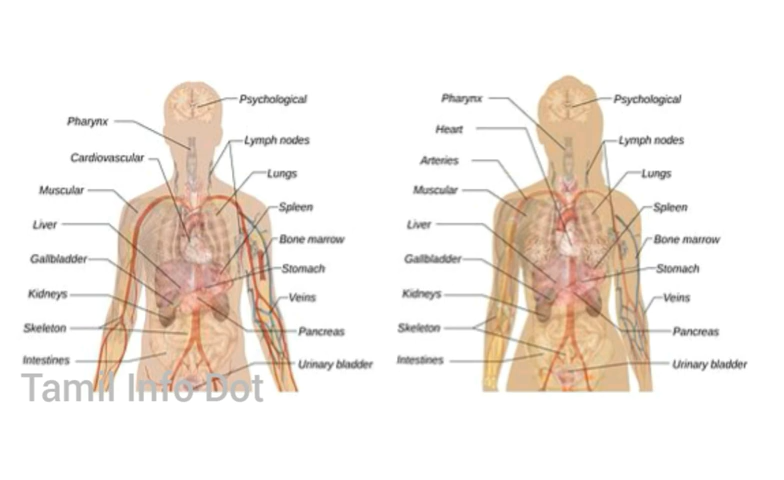 Psychological
Pharynx
Lymph nodes
Cardiovascular
Lungs
Muscular
Spleen
Liver
Bone marrow
Gallbladder
Stomach
Kidneys
Veins
Skeleton
Pancreas
Intestines
Urinary bladder
Tamil Info Dot
Pharynx
Psychological
Heart
Lymph nodes
Arteries
Lungs
Muscular
Spleen
Liver
Bone marrow
Gallbladder
Stomach
Kidneys
Veins
Skeleton
Pancreas
Intestines
Urinary bladder